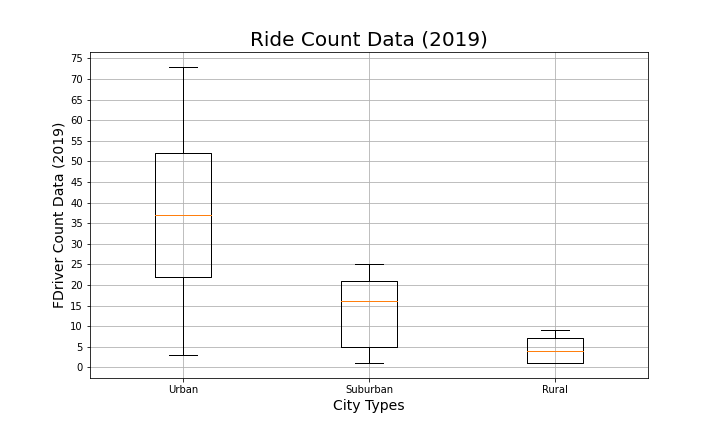 Ride Count Data (2019)
FDriver Count Data (2019)
75
70
65
60
55
50
45
40
35
30
25
20
15
10
5
0
Urban
Suburban
Rural
City Types